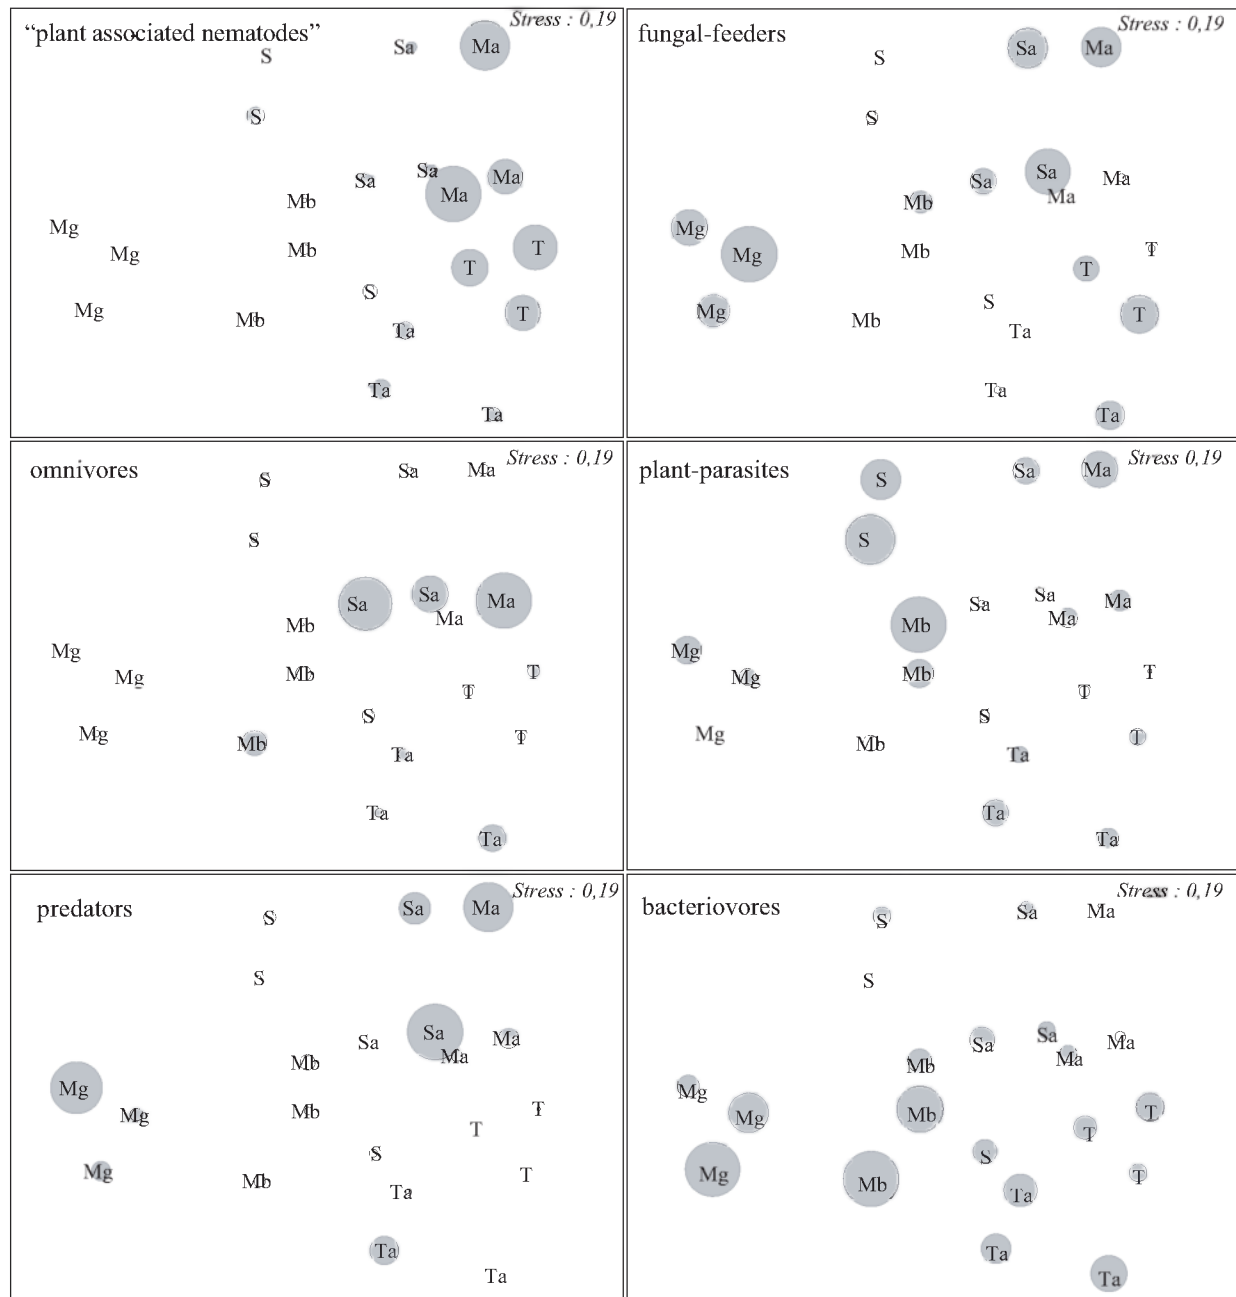 “plant associated nematodes” Stress : 0,19
S Sa Ma
S
Sa Sa Ma Ma
Mb
Mg Mg Mb T T
Mg Mb S T
Ta
Ta
Ta
fungal-feeders Stress : 0,19
S Sa Ma
S
Sa Sa Ma Ma
Mb
Mg Mg Mb T T
Mg Mb S T
Ta
Ta
Ta
omnivores Stress : 0,19
S Sa Ma
S
Sa Sa Ma Ma
Mb
Mg Mg Mb T T
Mg Mb S T
Ta
Ta
Ta
plant-parasites Stress 0,19
S Sa Ma
S
Sa Sa Ma Ma
Mb
Mg Mg Mb T T
Mg Mb S T
Ta
Ta
Ta
predators Stress : 0,19
S Sa Ma
S
Sa Sa Ma Ma
Mb
Mg Mg Mb T T
Mg Mb S T
Ta
Ta
Ta
bacteriovores Stress : 0,19
S Sa Ma
S
Sa Sa Ma Ma
Mb
Mg Mg Mb T T
Mg Mb S T
Ta
Ta
Ta